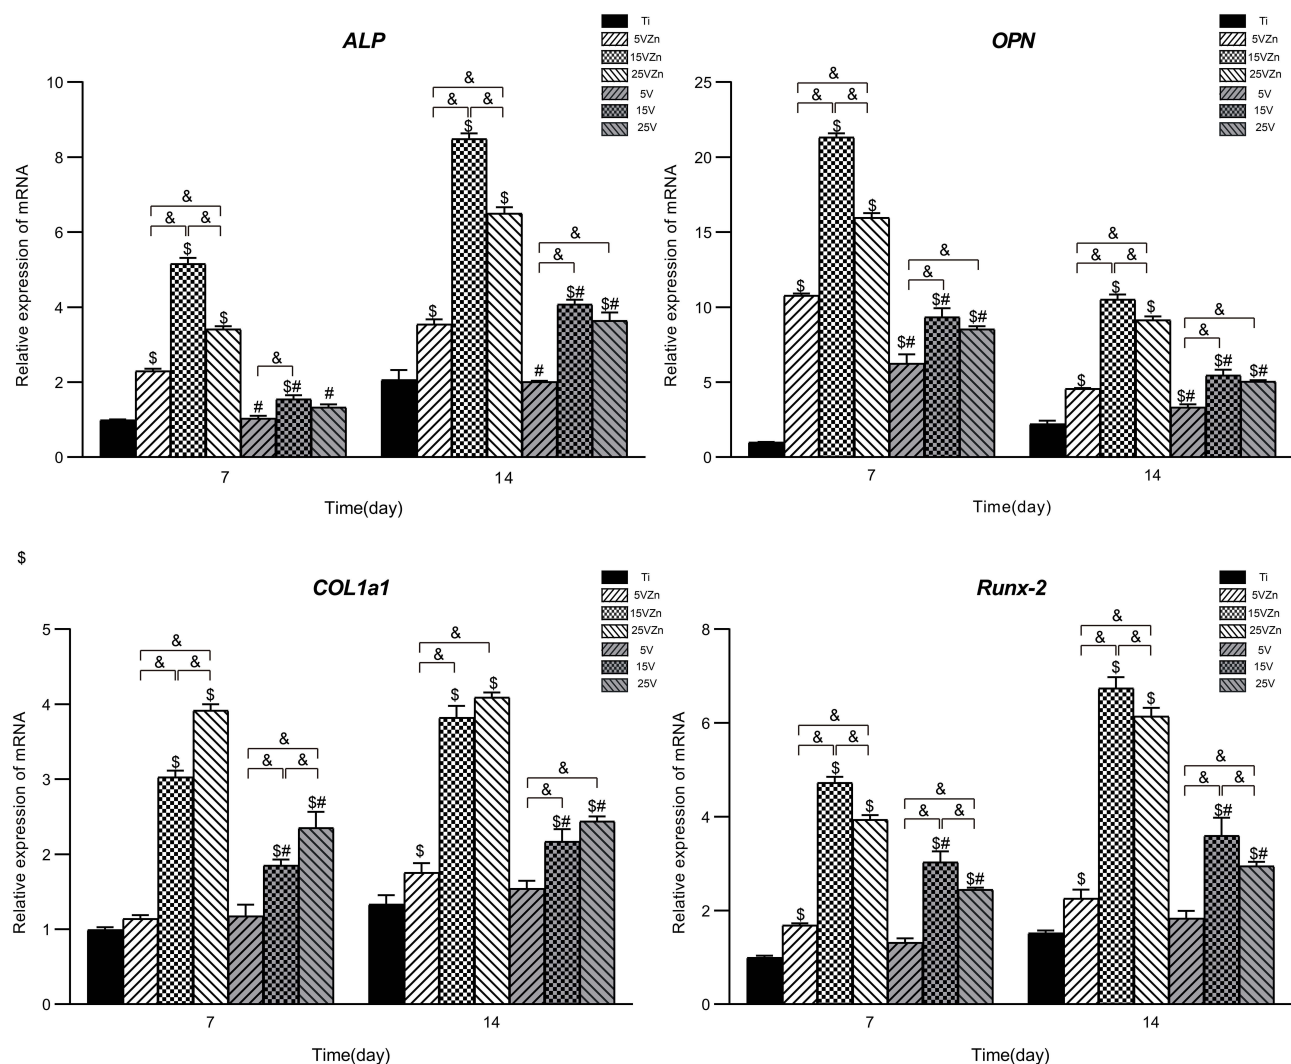 ALP
Ti
5VZn
15VZn
25VZn
5V
15V
25V
Relative expression of mRNA
10
8
6
4
2
0
&
& &
$
$
$
&
#
$#
#
&
& &
$
$
$
&
&
#
$#
$#
7 14
Time(day)
OPN
Ti
5VZn
15VZn
25VZn
5V
15V
25V
Relative expression of mRNA
25
20
15
10
5
0
&
& &
$
$
$
&
&
$#
$#
$#
&
& &
$
$
$
&
&
$#
$#
$#
7 14
Time(day)
$
COL1a1
Ti
5VZn
15VZn
25VZn
5V
15V
25V
Relative expression of mRNA
5
4
3
2
1
0
&
& &
$
$
&
& &
$#
$#
&
&
$
$
$
&
&
$#
$#
7 14
Time(day)
Runx-2
Ti
5VZn
15VZn
25VZn
5V
15V
25V
Relative expression of mRNA
8
6
4
2
0
&
& &
$
$
$
&
& &
$#
$#
&
& &
$
$
$
&
& &
$#
$#
7 14
Time(day)